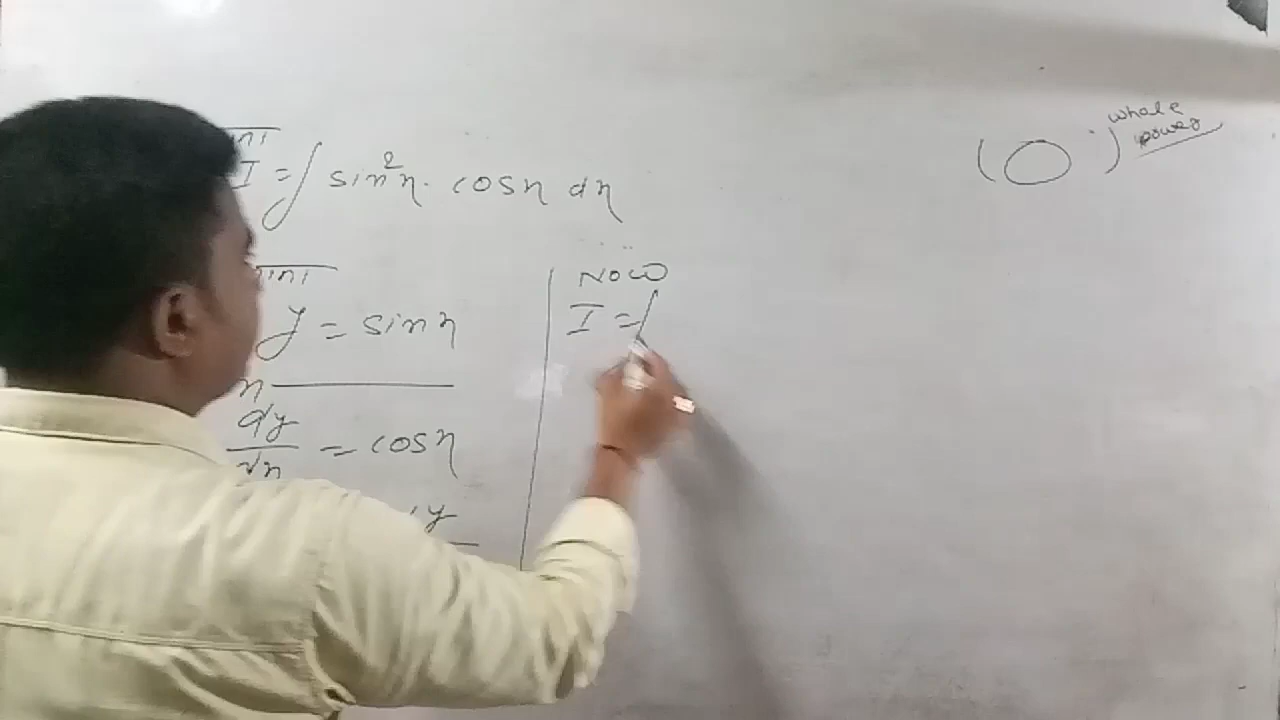 I = ∫ sin²x. cosx dx
y = sinx
dy/dx = cosx
y
Now
I = ∫
( ) whole
power